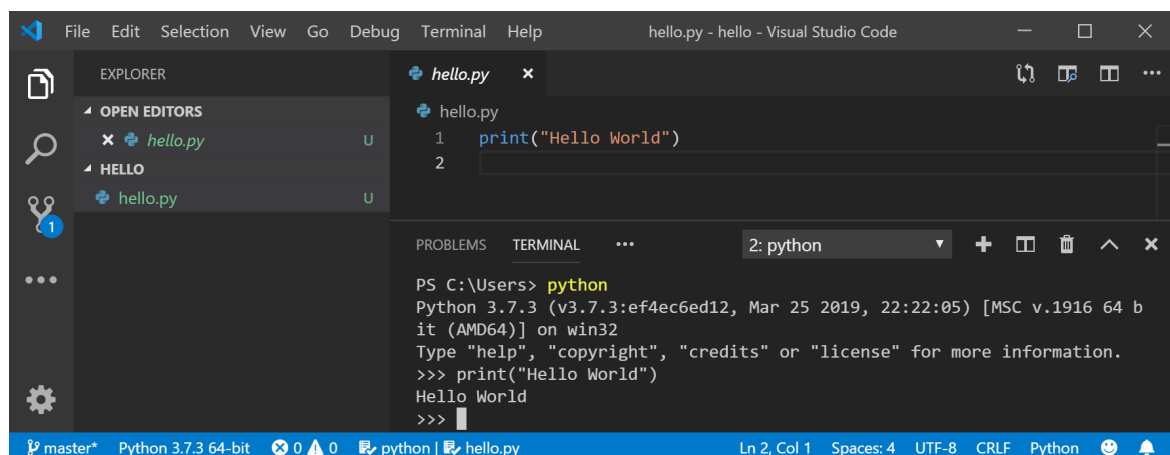 File Edit Selection View Go Debug Terminal Help hello.py - hello - Visual Studio Code
EXPLORER
OPEN EDITORS
hello.py U
HELLO
hello.py U
1
hello.py
hello.py
1 print("Hello World")
2
PROBLEMS TERMINAL ••• 2: python
PS C:\Users> python
Python 3.7.3 (v3.7.3:ef4ec6ed12, Mar 25 2019, 22:22:05) [MSC v.1916 64 b
it (AMD64)] on win32
Type "help", "copyright", "credits" or "license" for more information.
>>> print("Hello World")
Hello World
>>>
master* Python 3.7.3 64-bit 0 0 python | hello.py Ln 2, Col 1 Spaces: 4 UTF-8 CRLF Python